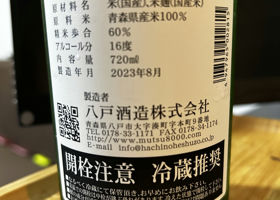 原材料名 米(国産)、米麹(国産米)
原料米 青森県産米100%
精米歩合 60%
アルコール分 16度
内容量 720ml
製造年月 2023年8月
製造者
八戸酒造株式会社
青森県八戸市大字湊町字本町9番地
TEL 0178-33-1171 FAX 0178-34-1174
http://www.mutsu8000.com
E-mail info@hachinoheshuzo.co.jp
開栓注意 冷蔵推奨